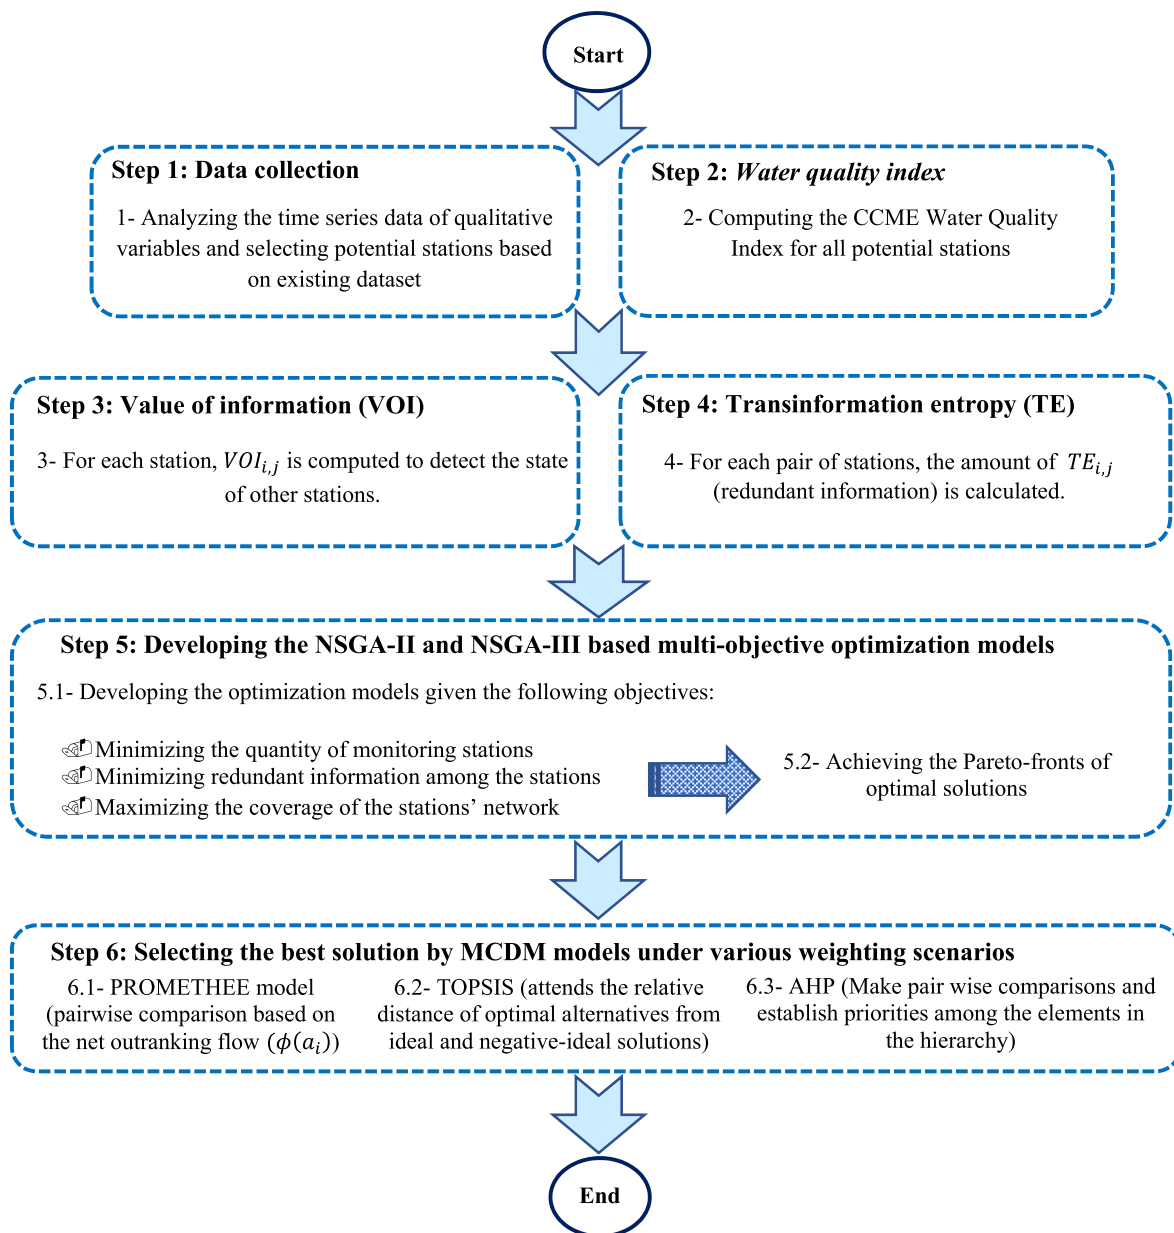 Start
Step 1: Data collection
1- Analyzing the time series data of qualitative
variables and selecting potential stations based
on existing dataset
Step 2: Water quality index
2- Computing the CCME Water Quality
Index for all potential stations
Step 3: Value of information (VOI)
3- For each station, VOIi,j is computed to detect the state
of other stations.
Step 4: Transinformation entropy (TE)
4- For each pair of stations, the amount of TEi,j
(redundant information) is calculated.
Step 5: Developing the NSGA-II and NSGA-III based multi-objective optimization models
5.1- Developing the optimization models given the following objectives:
Minimizing the quantity of monitoring stations
Minimizing redundant information among the stations
Maximizing the coverage of the stations’ network
5.2- Achieving the Pareto-fronts of
optimal solutions
Step 6: Selecting the best solution by MCDM models under various weighting scenarios
6.1- PROMETHEE model
(pairwise comparison based on
the net outranking flow (ϕ(ai))
6.2- TOPSIS (attends the relative
distance of optimal alternatives from
ideal and negative-ideal solutions)
6.3- AHP (Make pair wise comparisons and
establish priorities among the elements in
the hierarchy)
End